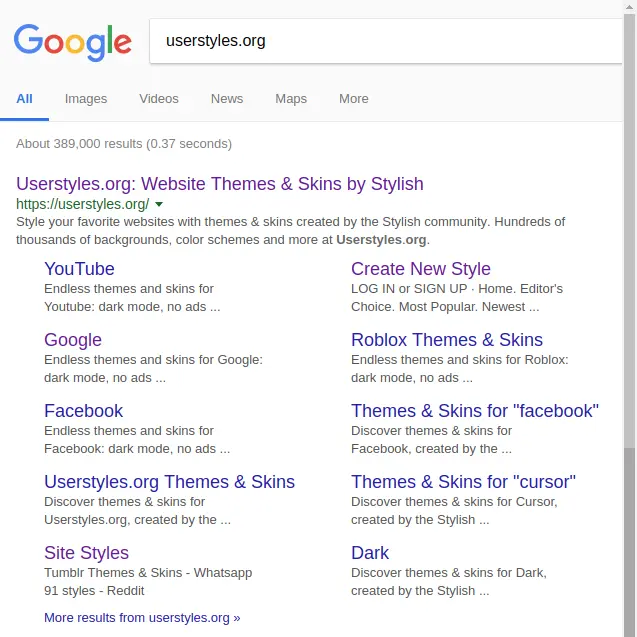 Google
userstyles.org
All Images Videos News Maps More
About 389,000 results (0.37 seconds)
Userstyles.org: Website Themes & Skins by Stylish
https://userstyles.org/
Style your favorite websites with themes & skins created by the Stylish community. Hundreds of
thousands of backgrounds, color schemes and more at Userstyles.org.
YouTube
Endless themes and skins for
Youtube: dark mode, no ads ...
Create New Style
LOG IN or SIGN UP · Home. Editor's
Choice. Most Popular. Newest ...
Google
Endless themes and skins for Google:
dark mode, no ads ...
Roblox Themes & Skins
Endless themes and skins for Roblox:
dark mode, no ads ...
Facebook
Endless themes and skins for
Facebook: dark mode, no ads ...
Themes & Skins for "facebook"
Discover themes & skins for
Facebook, created by the ...
Userstyles.org Themes & Skins
Discover themes & skins for
Userstyles.org, created by the ...
Themes & Skins for "cursor"
Discover themes & skins for Cursor,
created by the Stylish ...
Site Styles
Tumblr Themes & Skins - Whatsapp
91 styles - Reddit
Dark
Discover themes & skins for Dark,
created by the Stylish ...
More results from userstyles.org »